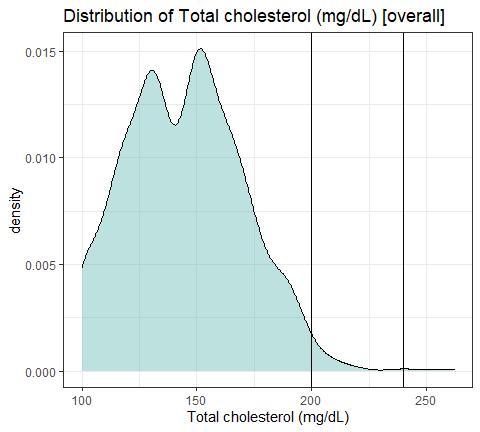 Distribution of Total cholesterol (mg/dL) [overall]
0.015
0.010
0.005
0.000
density
100 150 200 250
Total cholesterol (mg/dL)